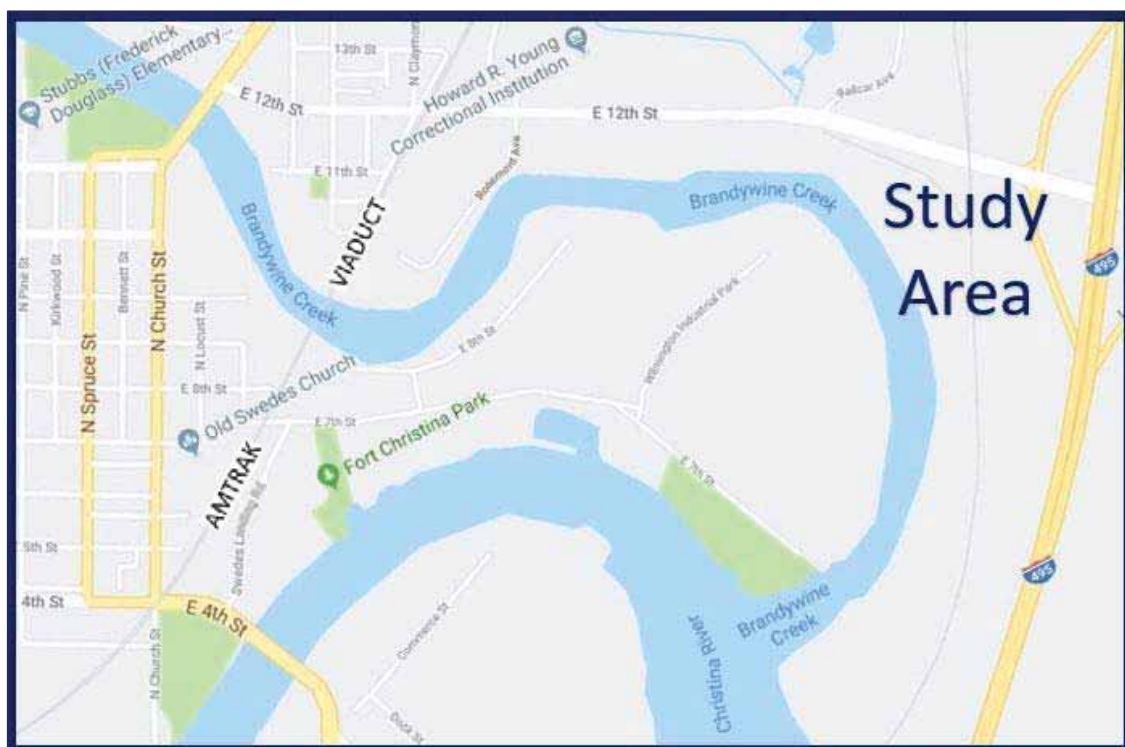 Stubbs (Frederick
Douglass) Elementary...
13th St
N Claymon
Howard R. Young
Correctional Institution
E 12th St
E 12th St
Railcar Ave
E 11th St
Rosemont Ave
Brandywine Creek
VIADUCT
Brandywine Creek
Study
Area
495
N Pine St
Kirkwood St
Bennett St
N Church St
N Locust St
N Spruce St
E 8th St
E 8th St
Old Swedes Church
Wilmington Industrial Park
E 7th St
Fort Christina Park
E 7th St
AMTRAK
Swedes Landing Rd
E 5th St
4th St
E 4th St
N Church St
Commerce St
Dock St
Christina River
Brandywine
Creek
495